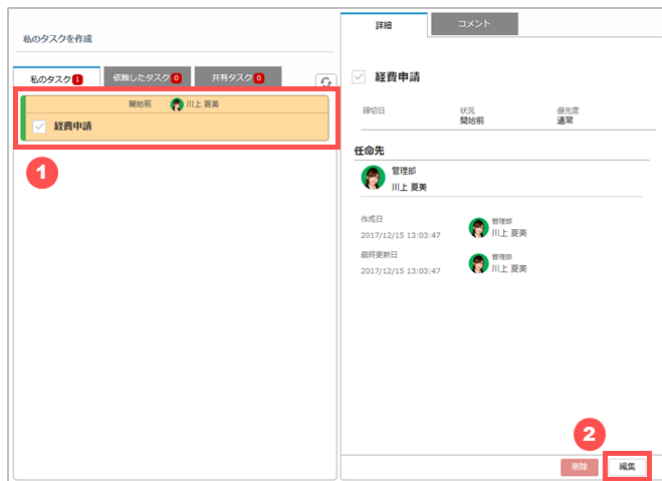 私のタスクを作成
私のタスク 1
依頼したタスク 0
共有タスク 0
開始前 川上 夏美
経費申請
1
詳細
コメント
経費申請
締切日 状況 優先度
開始前 通常
任命先
管理部
川上 夏美
作成日
2017/12/15 13:03:47
管理部
川上 夏美
最終更新日
2017/12/15 13:03:47
管理部
川上 夏美
2
削除
編集